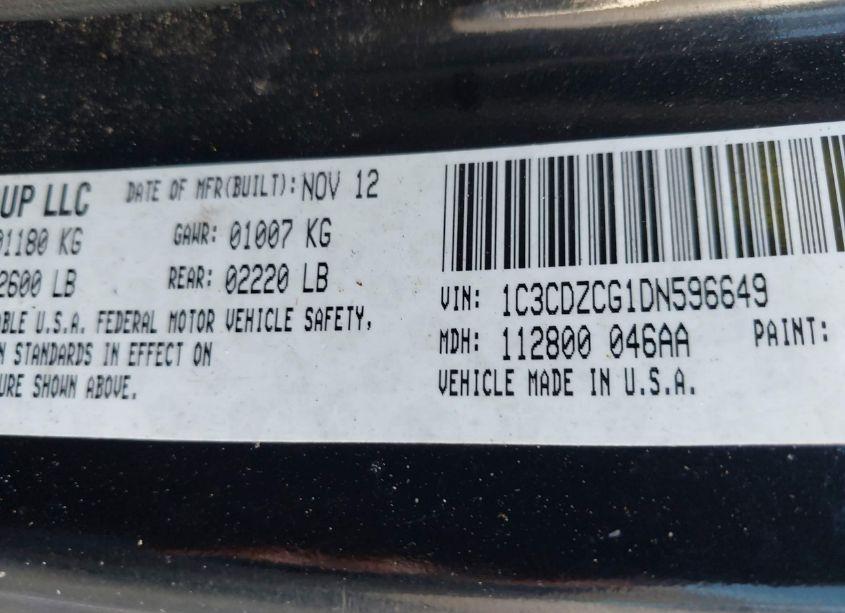 UP LLC DATE OF MFR(BUILT): NOV 12
1180 KG GAWR: 01007 KG
2600 LB REAR: 02220 LB
BLE U.S.A. FEDERAL MOTOR VEHICLE SAFETY,
N STANDARDS IN EFFECT ON
URE SHOWN ABOVE.
VIN: 1C3CDZCG1DN596649
MDH: 112800 046AA PAINT:
VEHICLE MADE IN U.S.A.